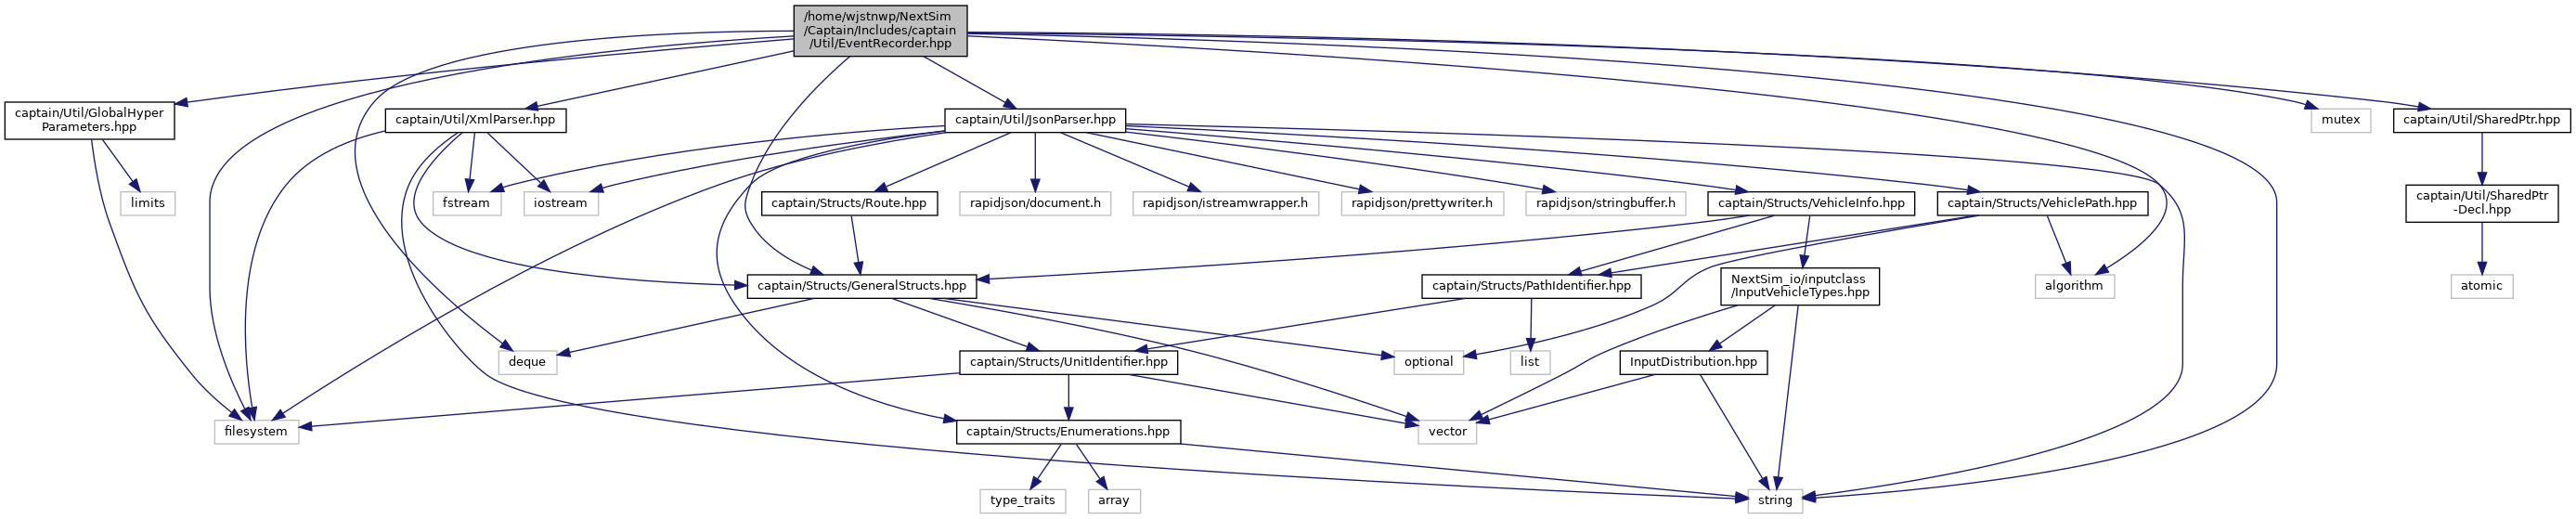 /home/wjstnwp/NextSim
/Captain/Includes/captain
/Util/EventRecorder.hpp
captain/Util/GlobalHyper
Parameters.hpp
captain/Util/XmlParser.hpp
captain/Util/JsonParser.hpp
mutex
captain/Util/SharedPtr.hpp
limits
fstream
iostream
captain/Structs/Route.hpp
rapidjson/document.h
rapidjson/istreamwrapper.h
rapidjson/prettywriter.h
rapidjson/stringbuffer.h
captain/Structs/VehicleInfo.hpp
captain/Structs/VehiclePath.hpp
captain/Util/SharedPtr
-Decl.hpp
captain/Structs/GeneralStructs.hpp
captain/Structs/PathIdentifier.hpp
NextSim_io/inputclass
/InputVehicleTypes.hpp
algorithm
atomic
deque
captain/Structs/UnitIdentifier.hpp
optional
list
InputDistribution.hpp
filesystem
captain/Structs/Enumerations.hpp
vector
type_traits
array
string